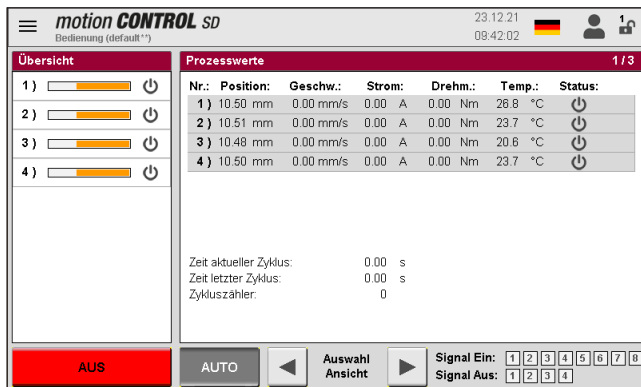 motion CONTROL SD
Bedienung (default**)
23.12.21
09:42:02
1
Übersicht
1 )
2 )
3 )
4 )
Prozesswerte 1/3
Nr.: Position: Geschw.: Strom: Drehm.: Temp.: Status:
1 ) 10.50 mm 0.00 mm/s 0.00 A 0.00 Nm 26.8 °C
2 ) 10.51 mm 0.00 mm/s 0.00 A 0.00 Nm 23.7 °C
3 ) 10.48 mm 0.00 mm/s 0.00 A 0.00 Nm 20.6 °C
4 ) 10.50 mm 0.00 mm/s 0.00 A 0.00 Nm 23.7 °C
Zeit aktueller Zyklus: 0.00 s
Zeit letzter Zyklus: 0.00 s
Zykluszähler: 0
AUS
AUTO
Auswahl
Ansicht
Signal Ein: 1 2 3 4 5 6 7 8
Signal Aus: 1 2 3 4